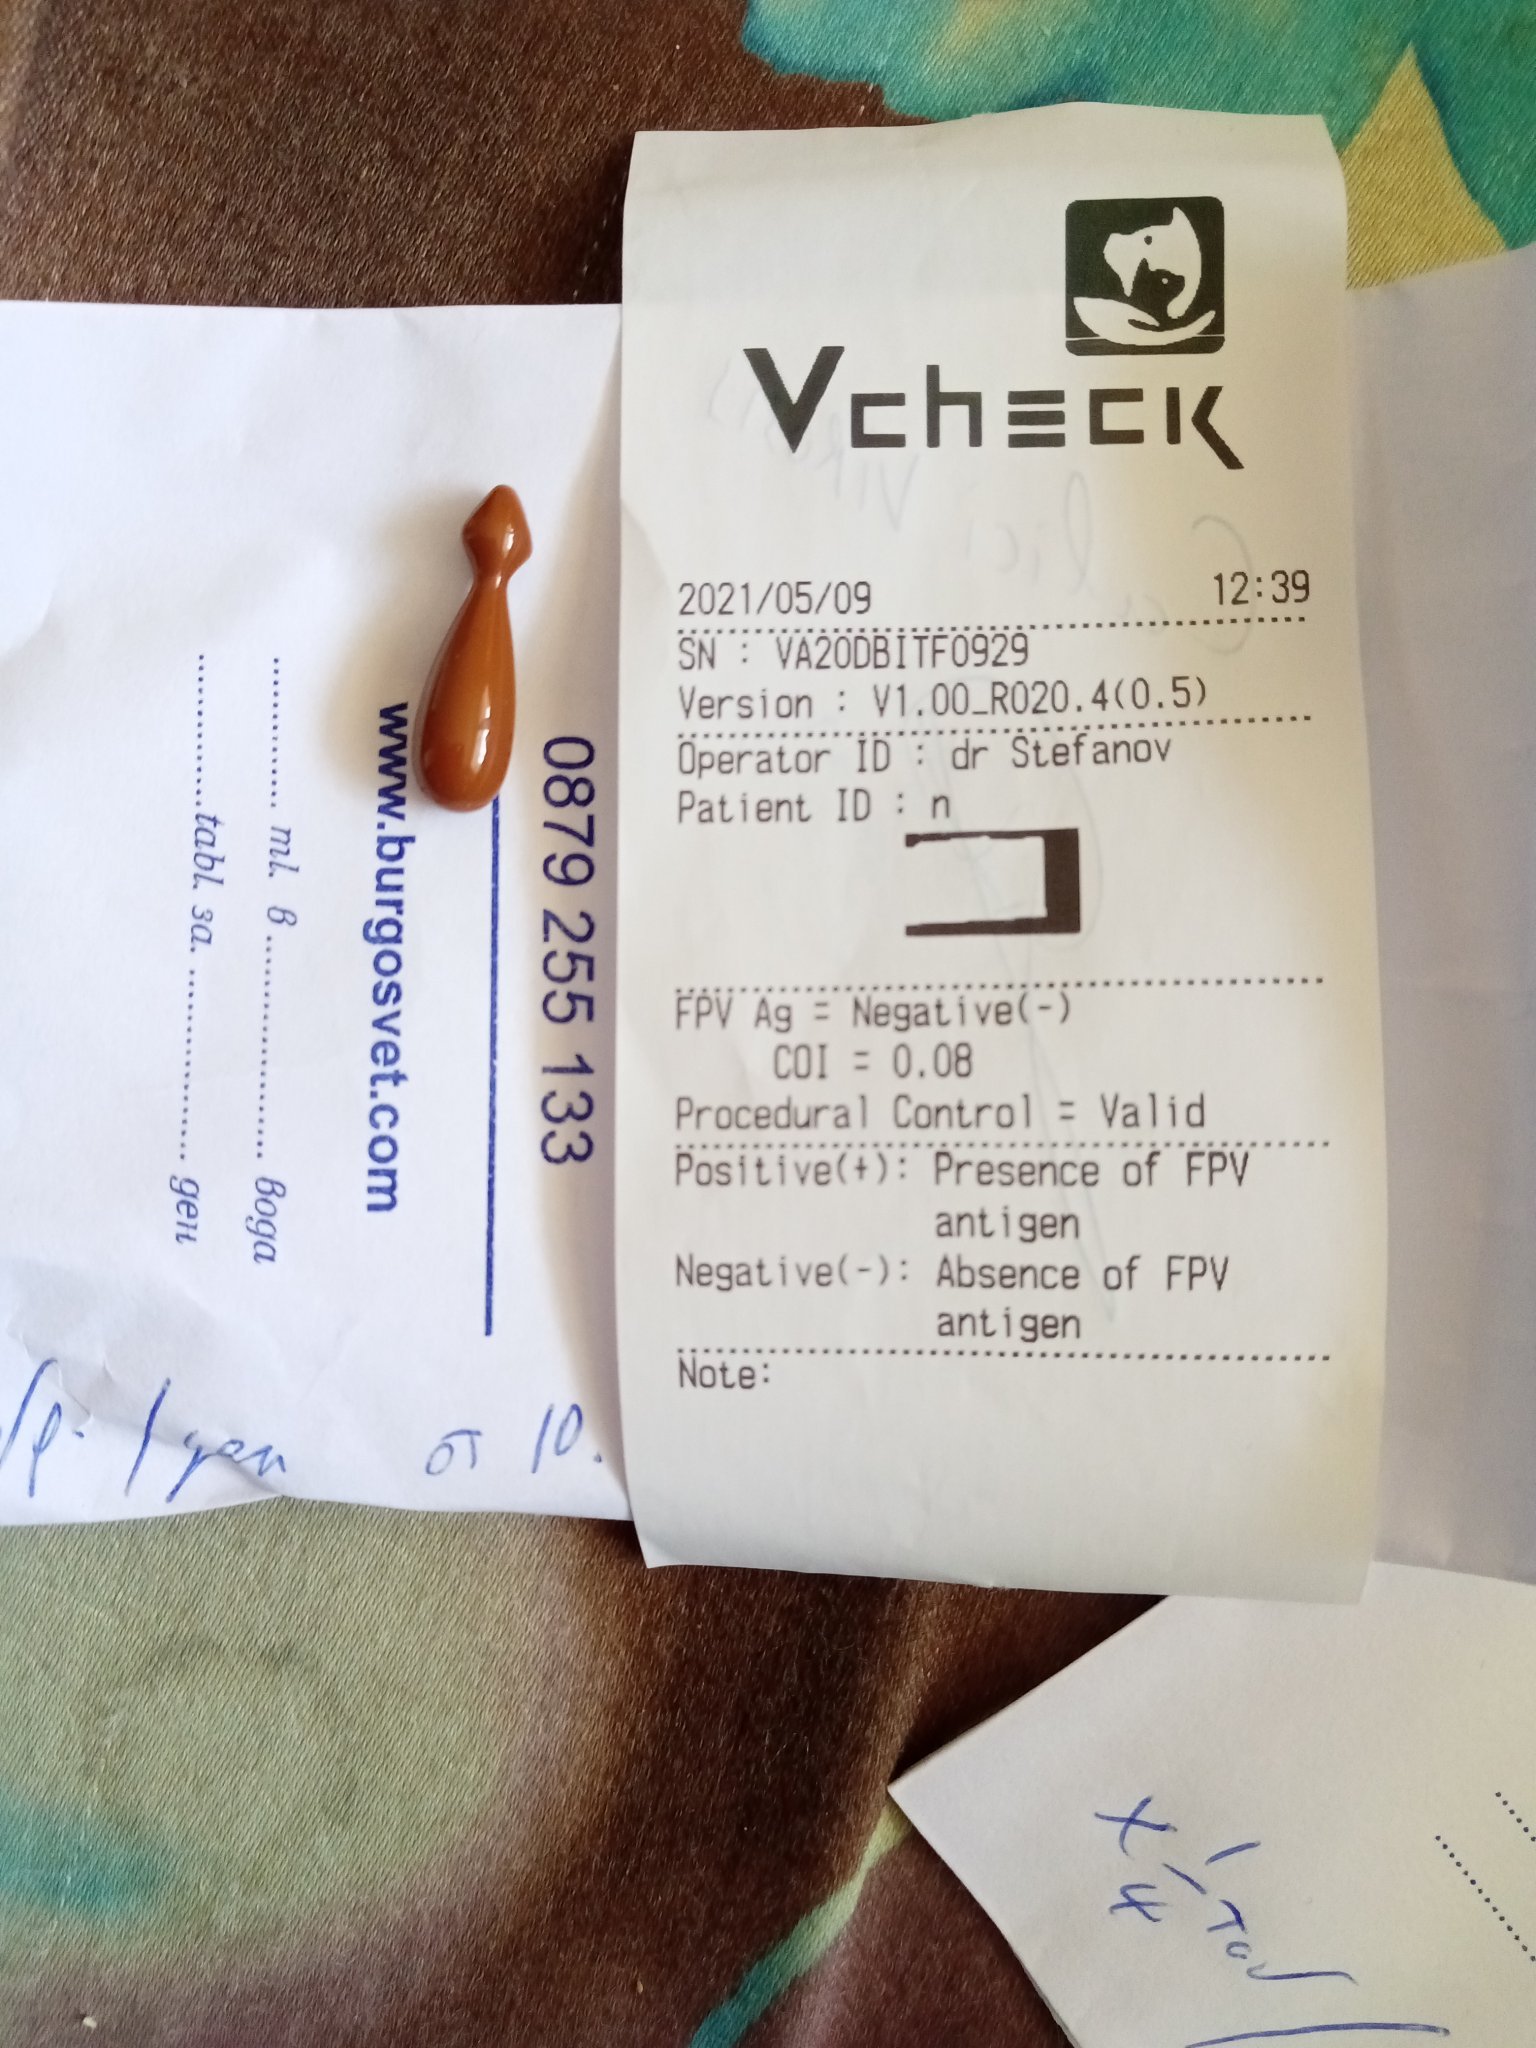 Vcheck
2021/05/09 12:39
SN : VA20DBITF0929
Version : V1.00_R020.4(0.5)
Operator ID : dr Stefanov
Patient ID : n
FPV Ag = Negative(-)
COI = 0.08
Procedural Control = Valid
Positive(+): Presence of FPV
antigen
Negative(-): Absence of FPV
antigen
Note:
0879 255 133
www.burgosvet.com
............ ml. в .................... вода
..............tabl. за. .................. ден
от 10.
X 1